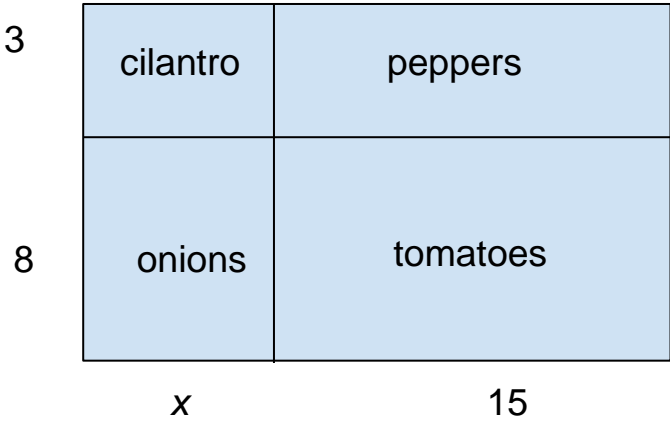 3
cilantro peppers
8 onions tomatoes
x 15